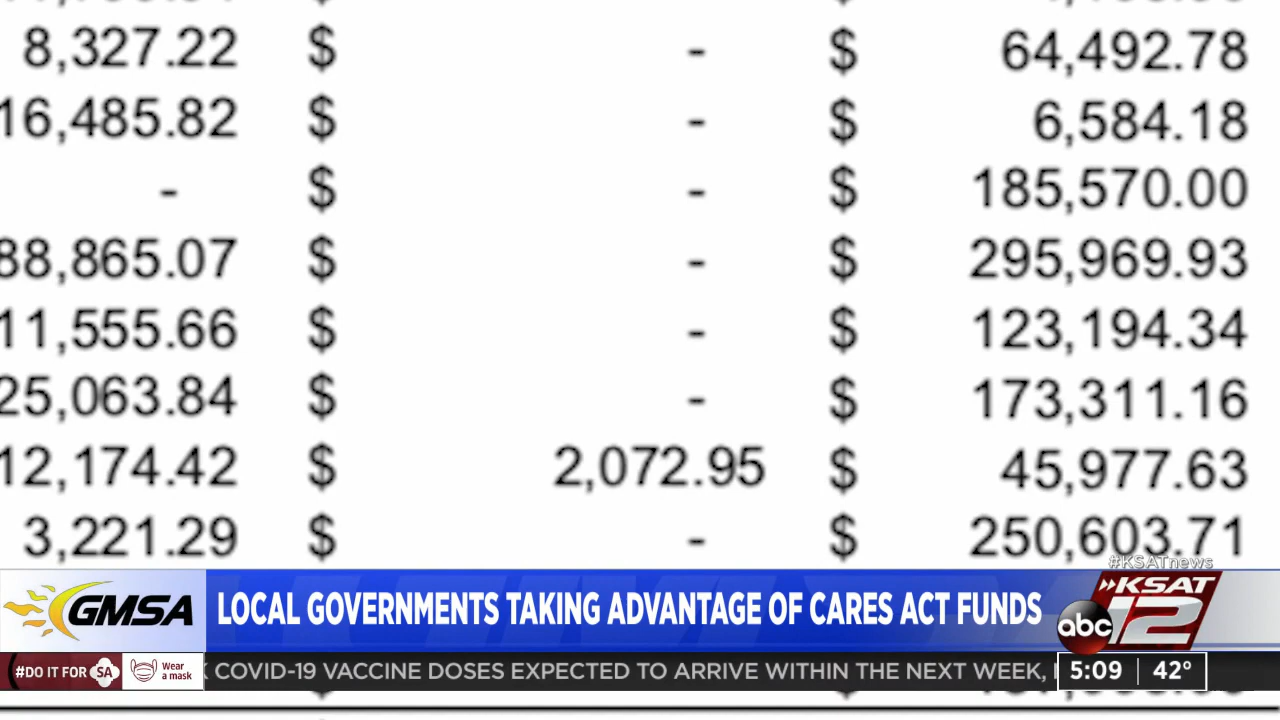 8,327.22 $ - $ 64,492.78
16,485.82 $ - $ 6,584.18
- $ - $ 185,570.00
88,865.07 $ - $ 295,969.93
11,555.66 $ - $ 123,194.34
25,063.84 $ - $ 173,311.16
12,174.42 $ 2,072.95 $ 45,977.63
3,221.29 $ - $ 250,603.71
#KSATnews
GMSA LOCAL GOVERNMENTS TAKING ADVANTAGE OF CARES ACT FUNDS abc KSAT 12
#DO IT FOR SA Wear a mask COVID-19 VACCINE DOSES EXPECTED TO ARRIVE WITHIN THE NEXT WEEK, 5:09 42°